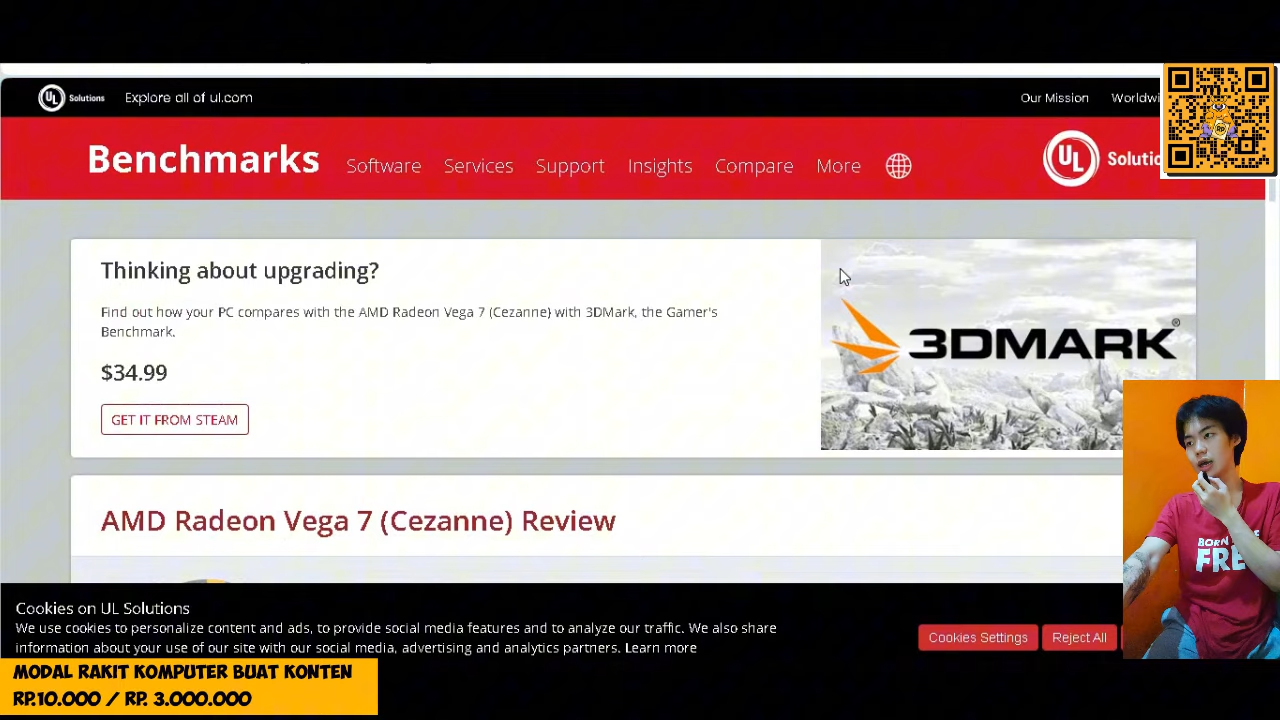 UL Solutions
Explore all of ul.com
Our Mission
Benchmarks
Software
Services
Support
Insights
Compare
More
UL
Thinking about upgrading?
Find out how your PC compares with the AMD Radeon Vega 7 (Cezanne) with 3DMark, the Gamer's
Benchmark.
$34.99
GET IT FROM STEAM
3DMARK®
AMD Radeon Vega 7 (Cezanne) Review
Cookies on UL Solutions
We use cookies to personalize content and ads, to provide social media features and to analyze our traffic. We also share
information about your use of our site with our social media, advertising and analytics partners. Learn more
Cookies Settings
Reject All
BORN
FRE
MODAL RAKIT KOMPUTER BUAT KONTEN
RP.10.000 / RP. 3.000.000